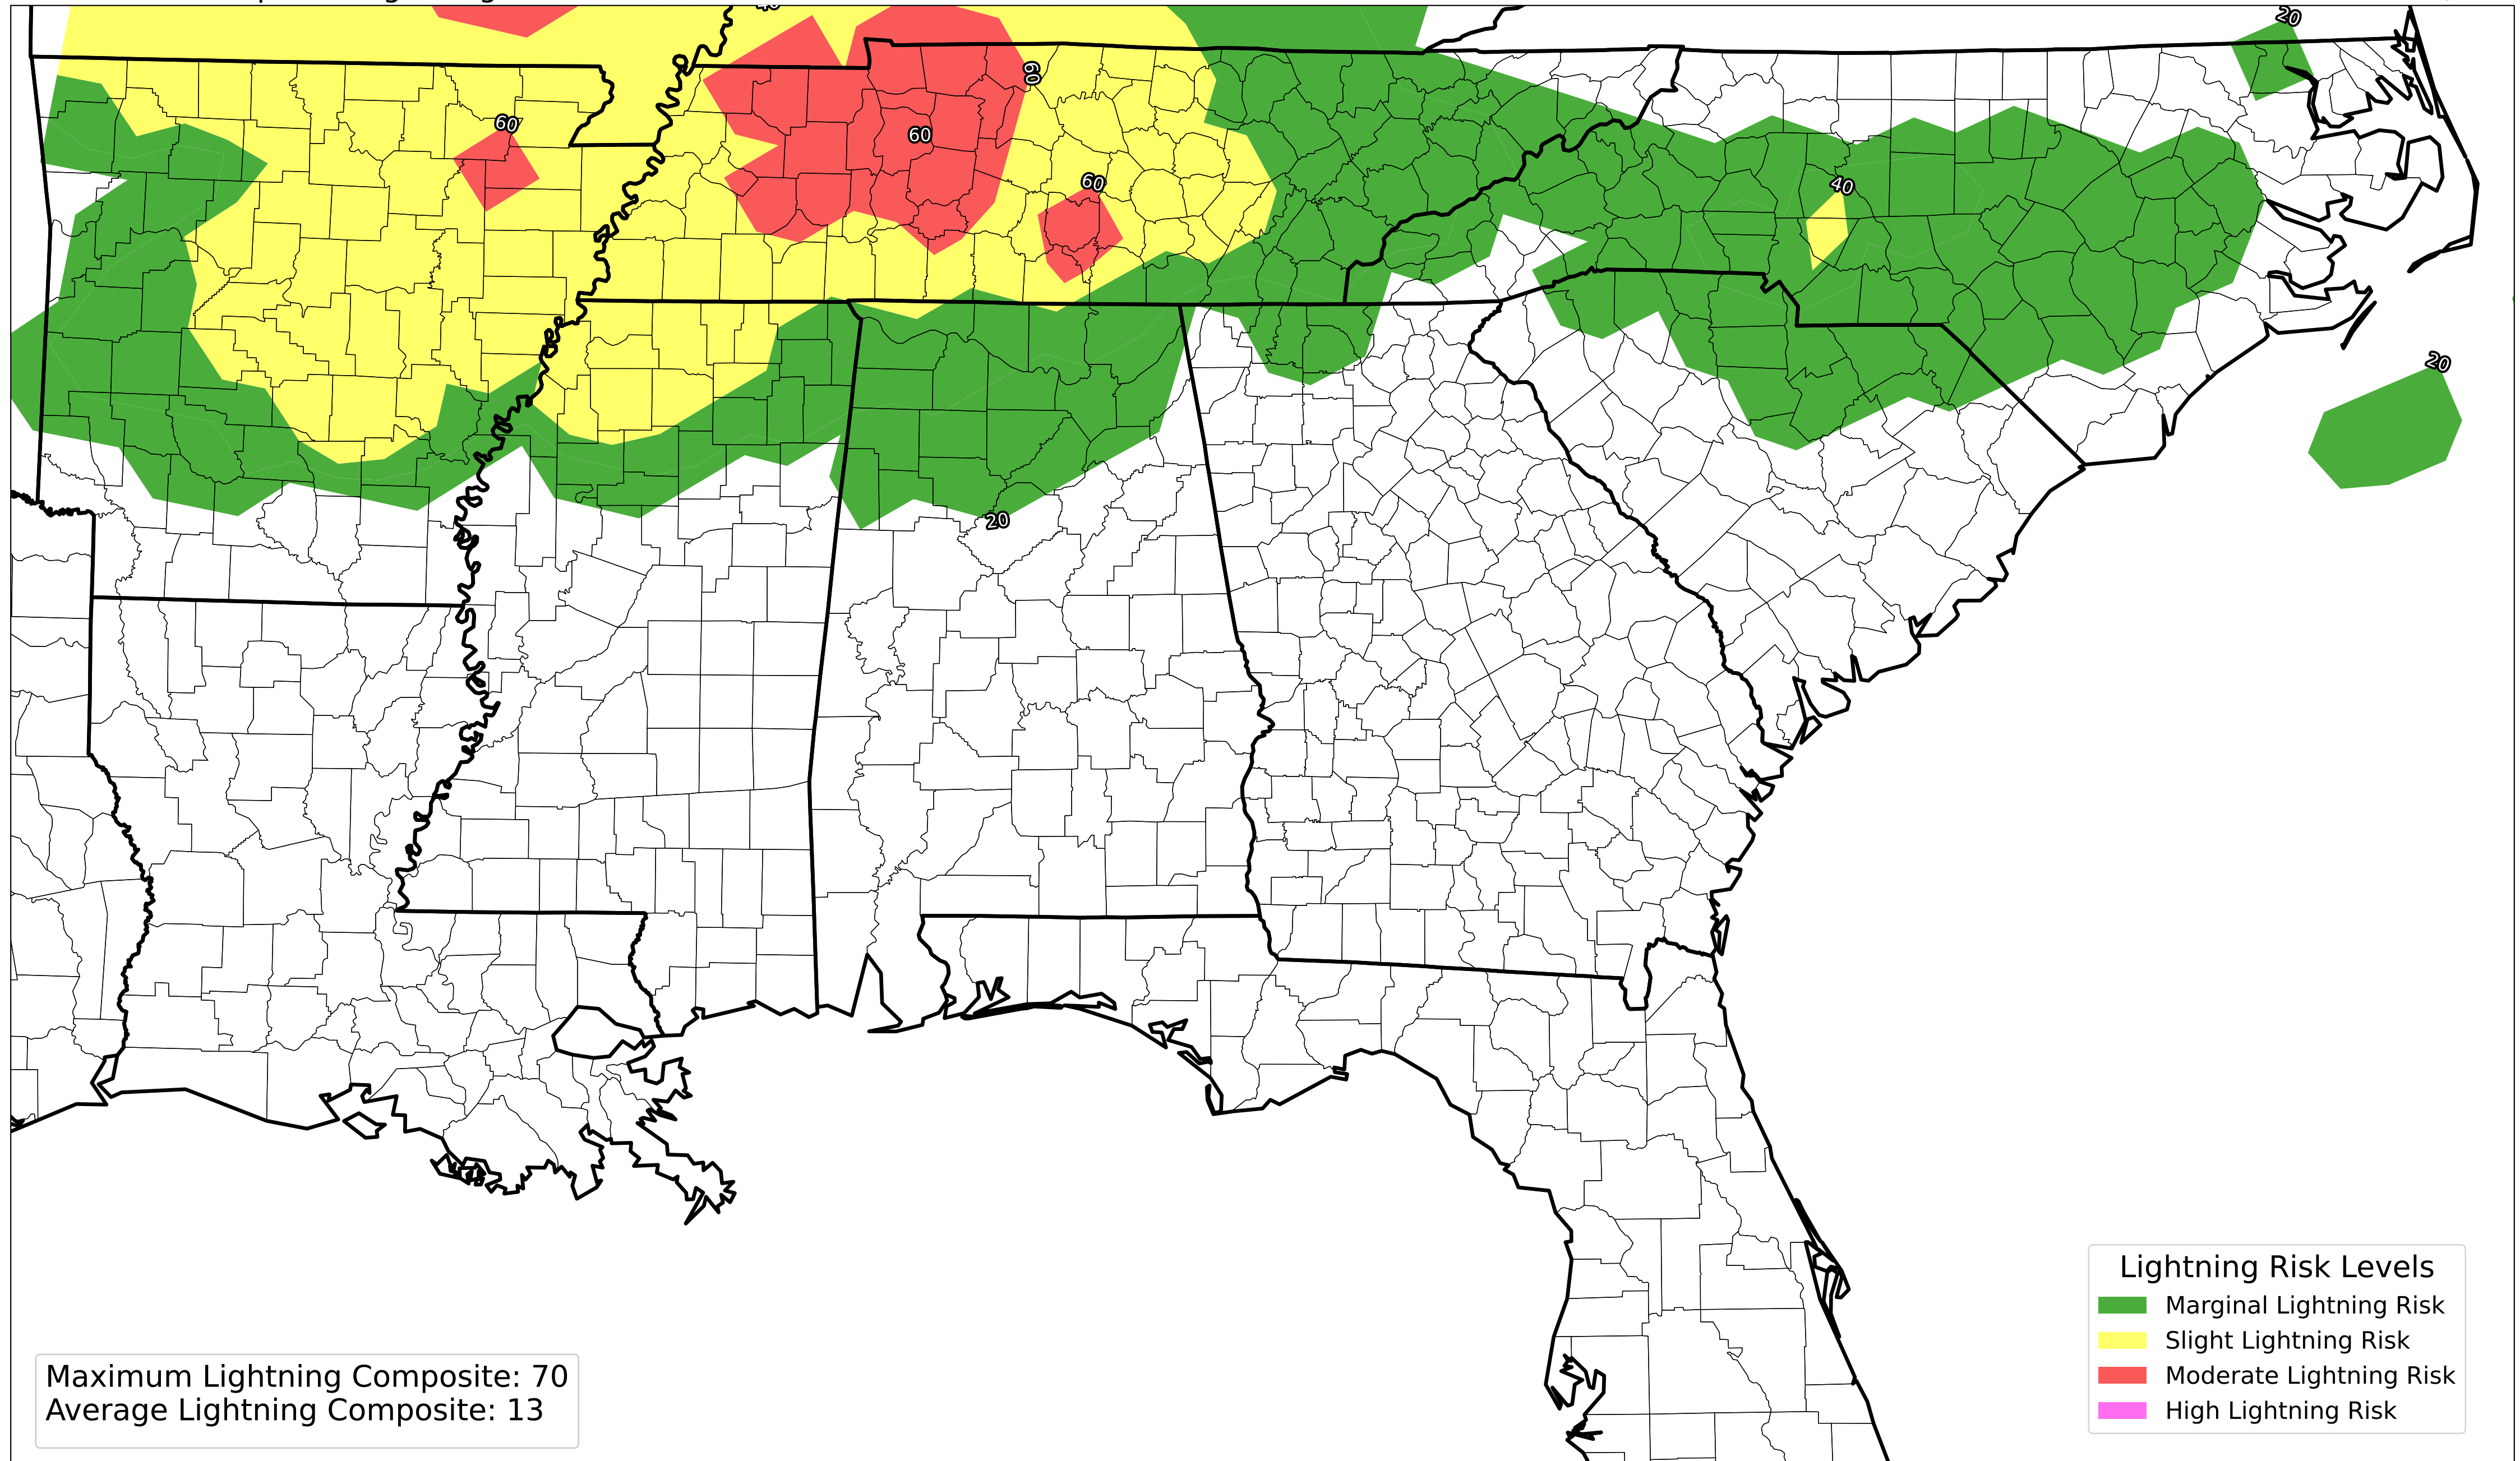 40
20
60
60
60
60
40
20
20
Lightning Risk Levels
Marginal Lightning Risk
Slight Lightning Risk
Moderate Lightning Risk
High Lightning Risk
Maximum Lightning Composite: 70
Average Lightning Composite: 13